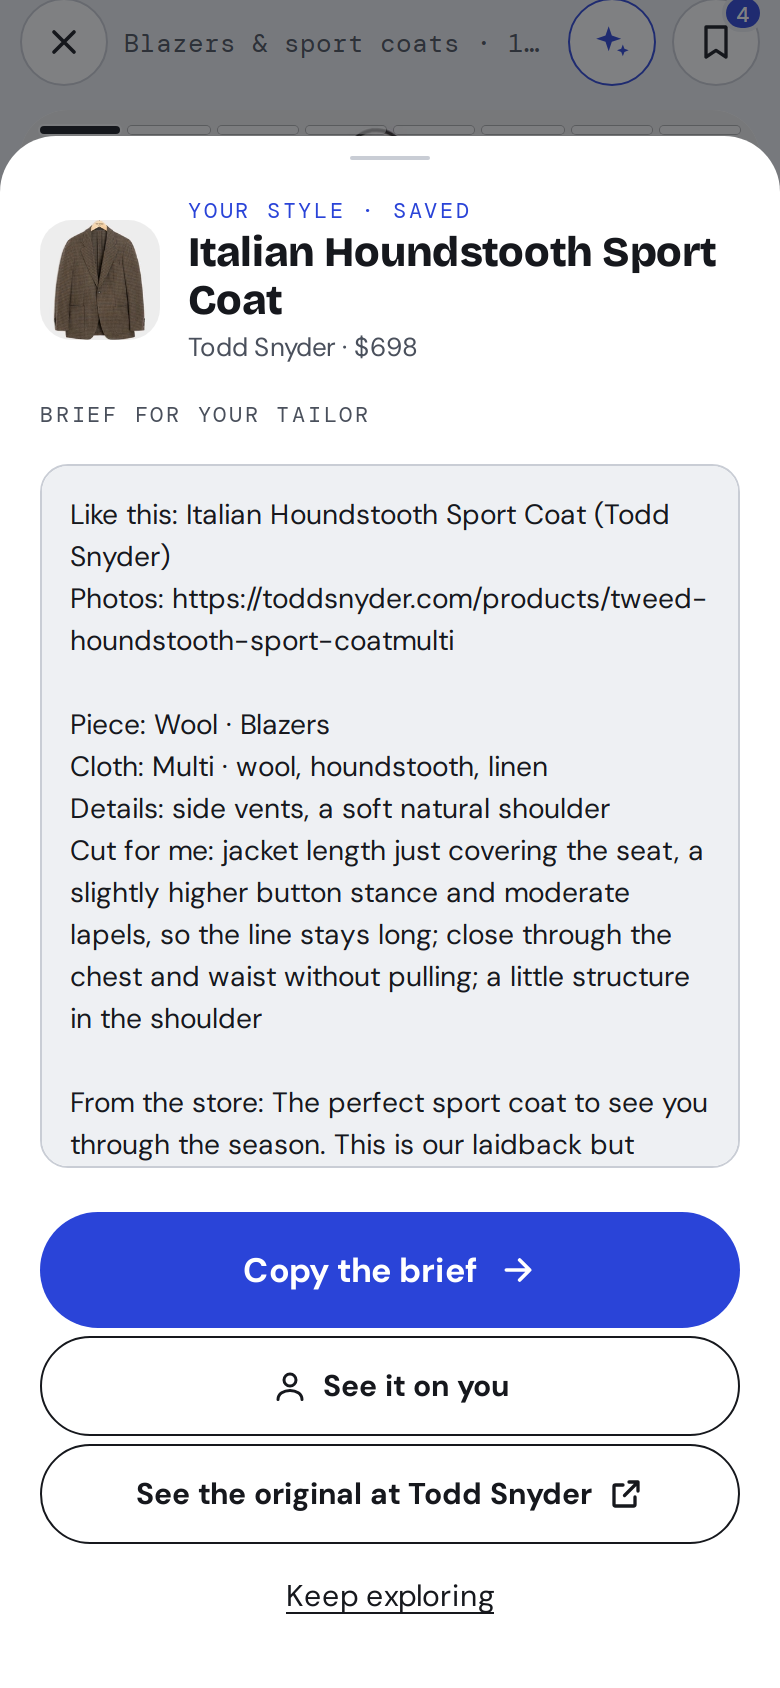 Blazers & sport coats · 1…
4
YOUR STYLE · SAVED
Italian Houndstooth Sport
Coat
Todd Snyder · $698
BRIEF FOR YOUR TAILOR
Like this: Italian Houndstooth Sport Coat (Todd
Snyder)
Photos: https://toddsnyder.com/products/tweed-
houndstooth-sport-coatmulti
Piece: Wool · Blazers
Cloth: Multi · wool, houndstooth, linen
Details: side vents, a soft natural shoulder
Cut for me: jacket length just covering the seat, a
slightly higher button stance and moderate
lapels, so the line stays long; close through the
chest and waist without pulling; a little structure
in the shoulder
From the store: The perfect sport coat to see you
through the season. This is our laidback but
Copy the brief
See it on you
See the original at Todd Snyder
Keep exploring